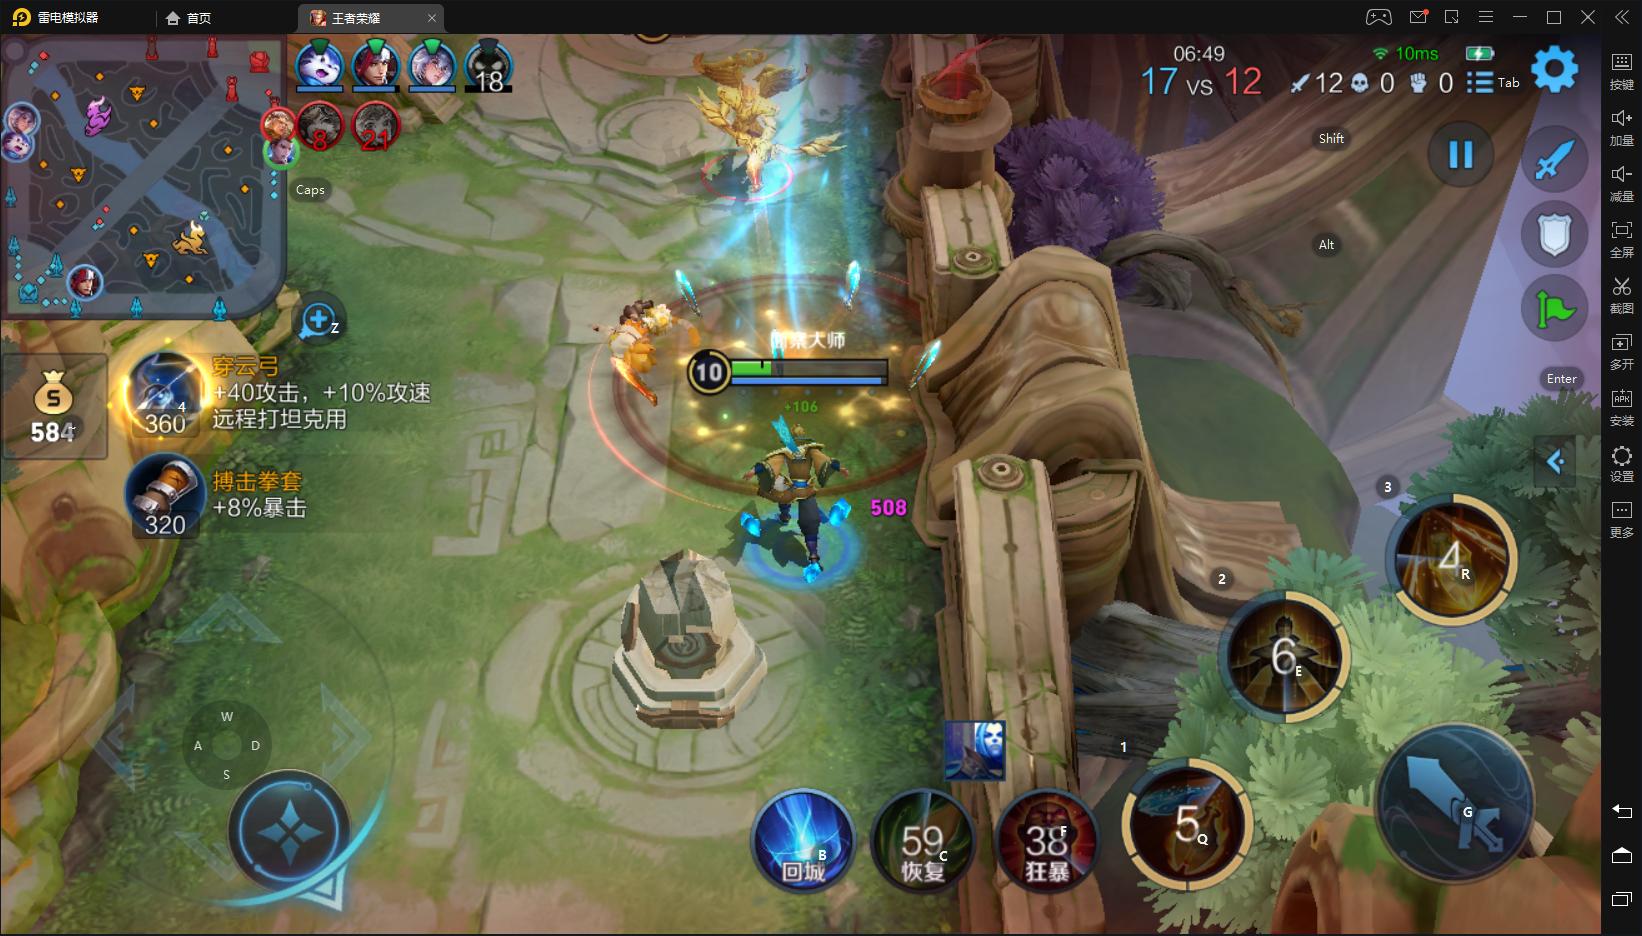 雷电模拟器
首页
王者荣耀
18
8
21
Caps
06:49
10ms
17 VS 12
12 0 0 Tab
Shift
Alt
Enter
Z
584
4
360
穿云弓
+40攻击，+10%攻速
远程打坦克用
320
搏击拳套
+8%暴击
10
+106
508
W
A D
S
3
4
R
2
6
E
1
5
Q
G
B
回城
59
C
恢复
38
F
狂暴
按键
加量
减量
全屏
截图
多开
APK
安装
设置
更多